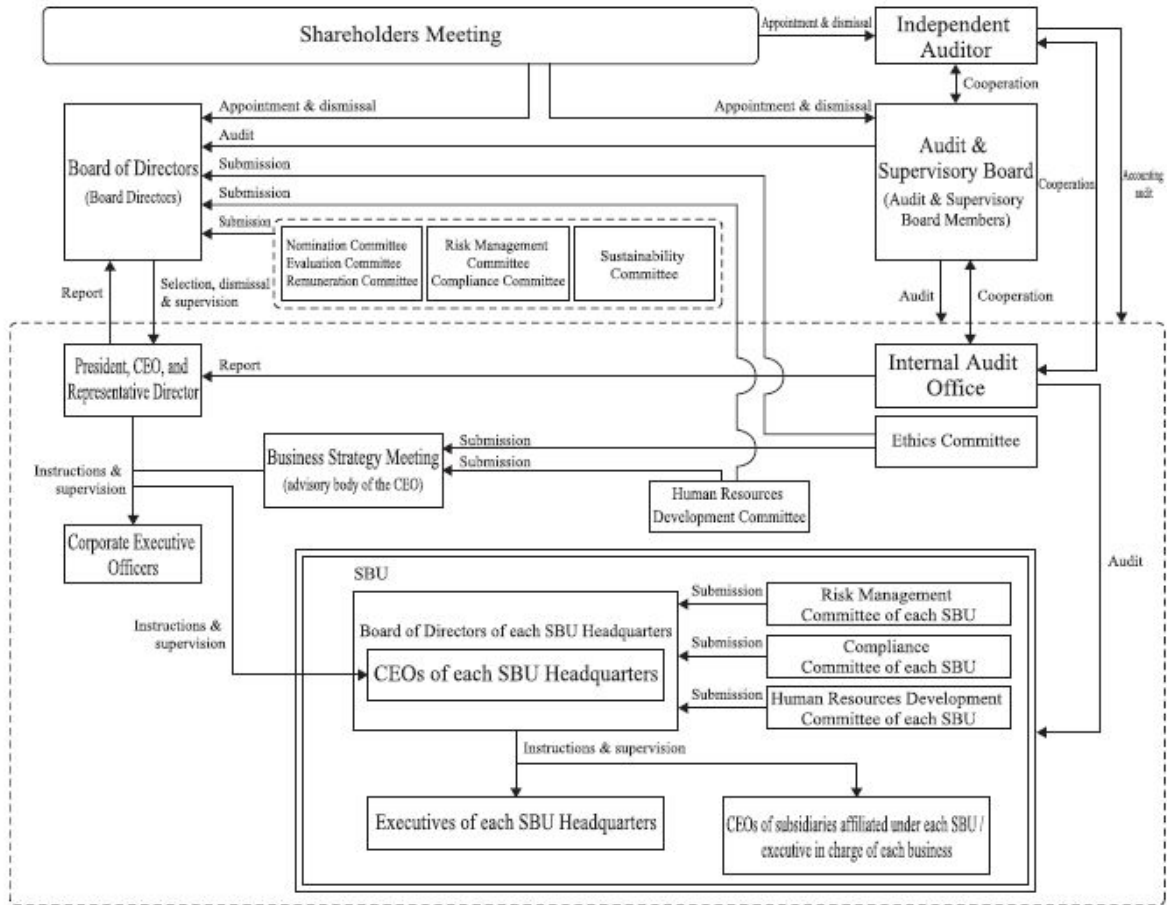 Shareholders Meeting
Appointment & dismissal
Independent
Auditor
Cooperation
Appointment & dismissal
Appointment & dismissal
Board of Directors
(Board Directors)
Audit
Submission
Submission
Submission
Audit &
Supervisory Board
(Audit & Supervisory
Board Members)
Cooperation
Accounting
audit
Nomination Committee
Evaluation Committee
Remuneration Committee
Risk Management
Committee
Compliance Committee
Sustainability
Committee
Report
Selection, dismissal
& supervision
Audit
Cooperation
President, CEO, and
Representative Director
Report
Internal Audit
Office
Ethics Committee
Instructions &
supervision
Business Strategy Meeting
(advisory body of the CEO)
Submission
Submission
Human Resources
Development Committee
Corporate Executive
Officers
Audit
SBU
Instructions &
supervision
Board of Directors of each SBU Headquarters
CEOs of each SBU Headquarters
Submission
Risk Management
Committee of each SBU
Submission
Compliance
Committee of each SBU
Submission
Human Resources Development
Committee of each SBU
Instructions & supervision
Executives of each SBU Headquarters
CEOs of subsidiaries affiliated under each SBU /
executive in charge of each business